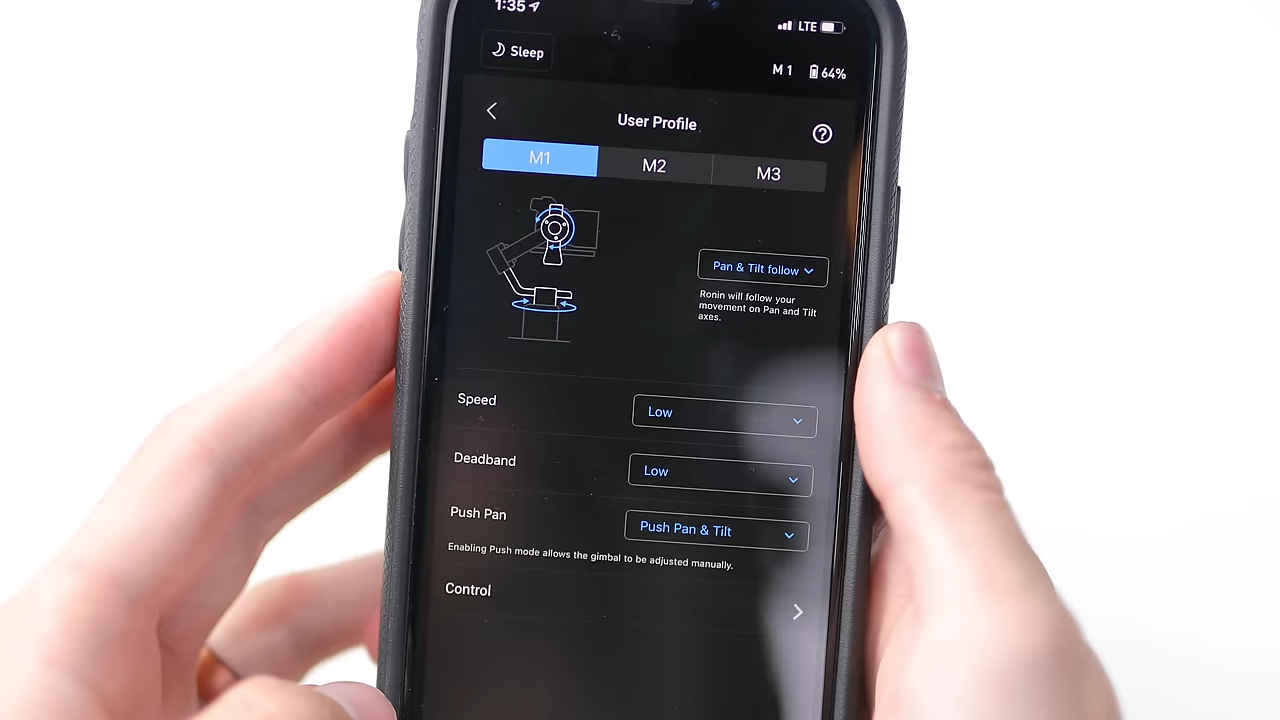 1:35
LTE
Sleep
M 1 64%
User Profile
?
M1 M2 M3
Pan & Tilt follow
Ronin will follow your
movement on Pan and Tilt
axes.
Speed Low
Deadband Low
Push Pan Push Pan & Tilt
Enabling Push mode allows the gimbal to be adjusted manually.
Control